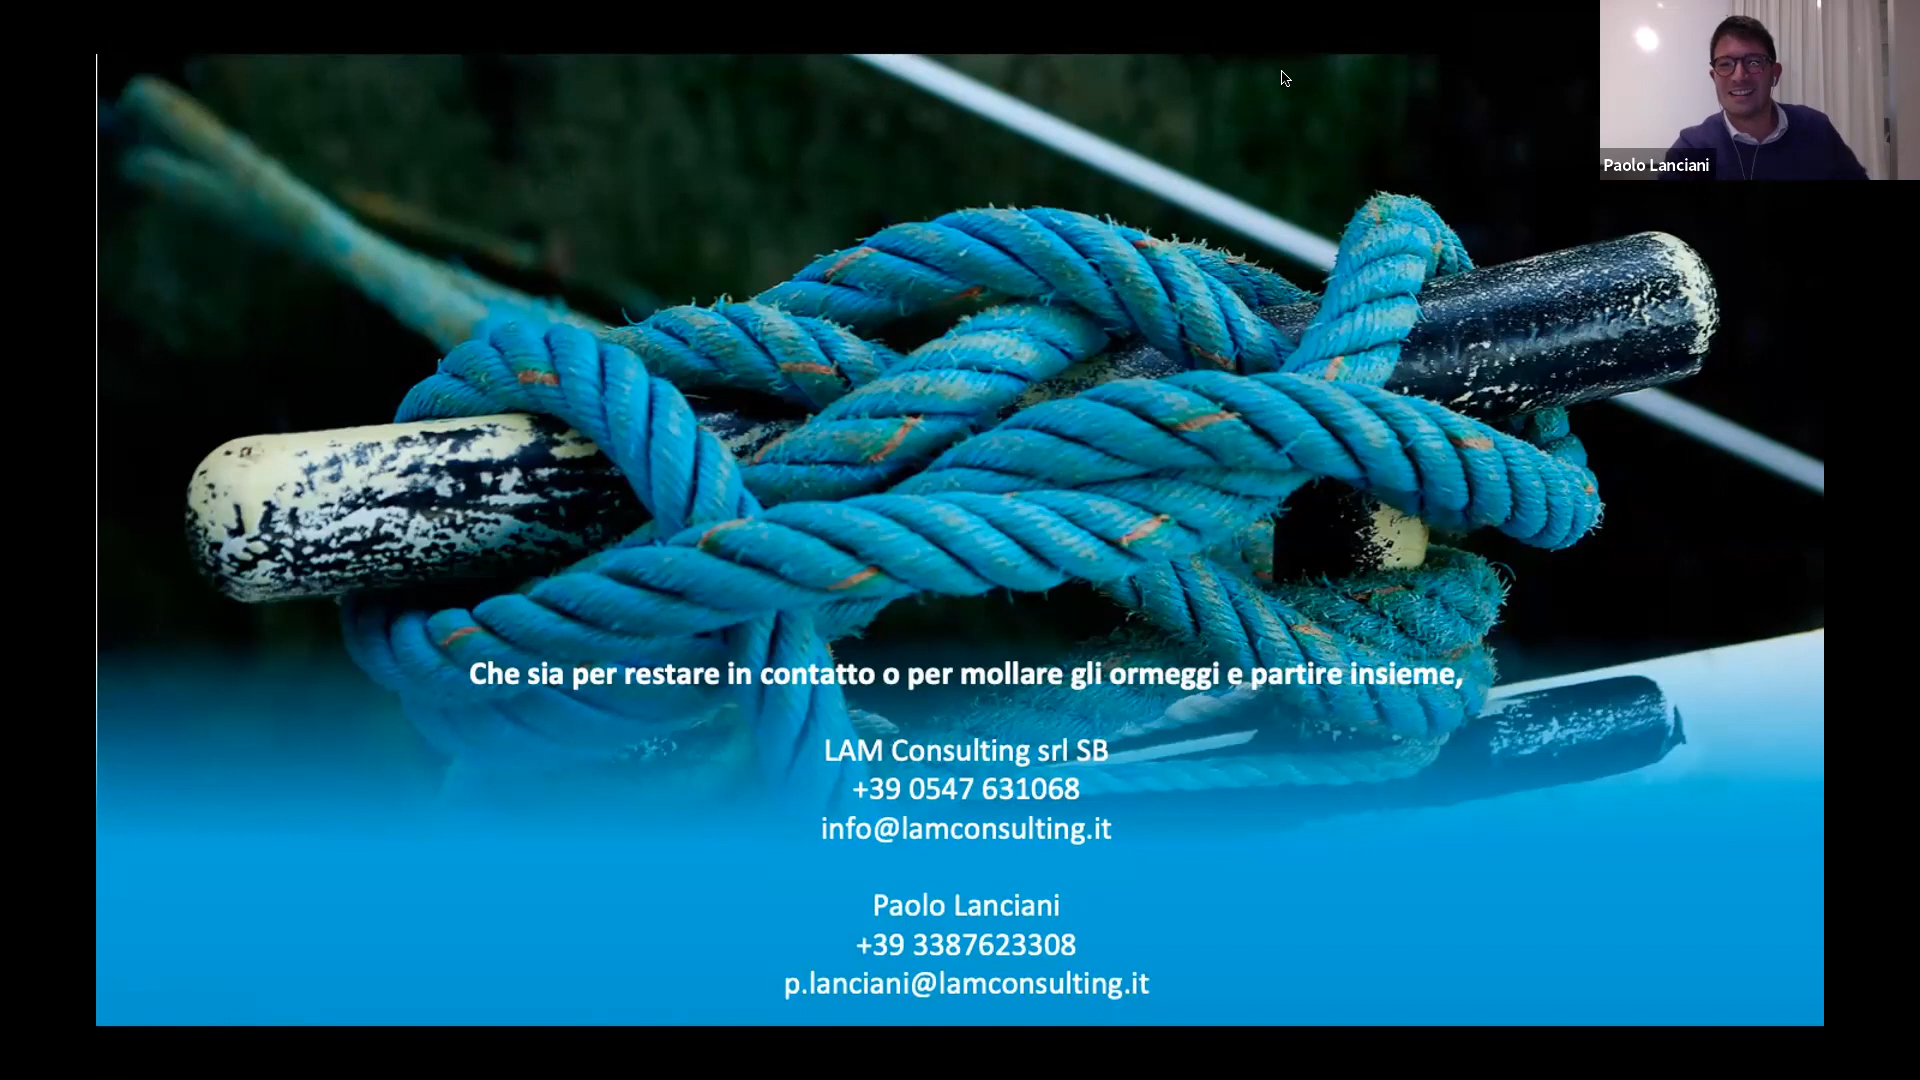 Paolo Lanciani
Che sia per restare in contatto o per mollare gli ormeggi e partire insieme,
LAM Consulting srl SB
+39 0547 631068
info@lamconsulting.it
Paolo Lanciani
+39 3387623308
p.lanciani@lamconsulting.it